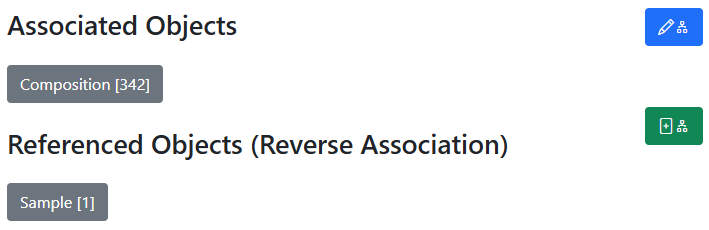 Associated Objects
Composition [342]
Referenced Objects (Reverse Association)
Sample [1]